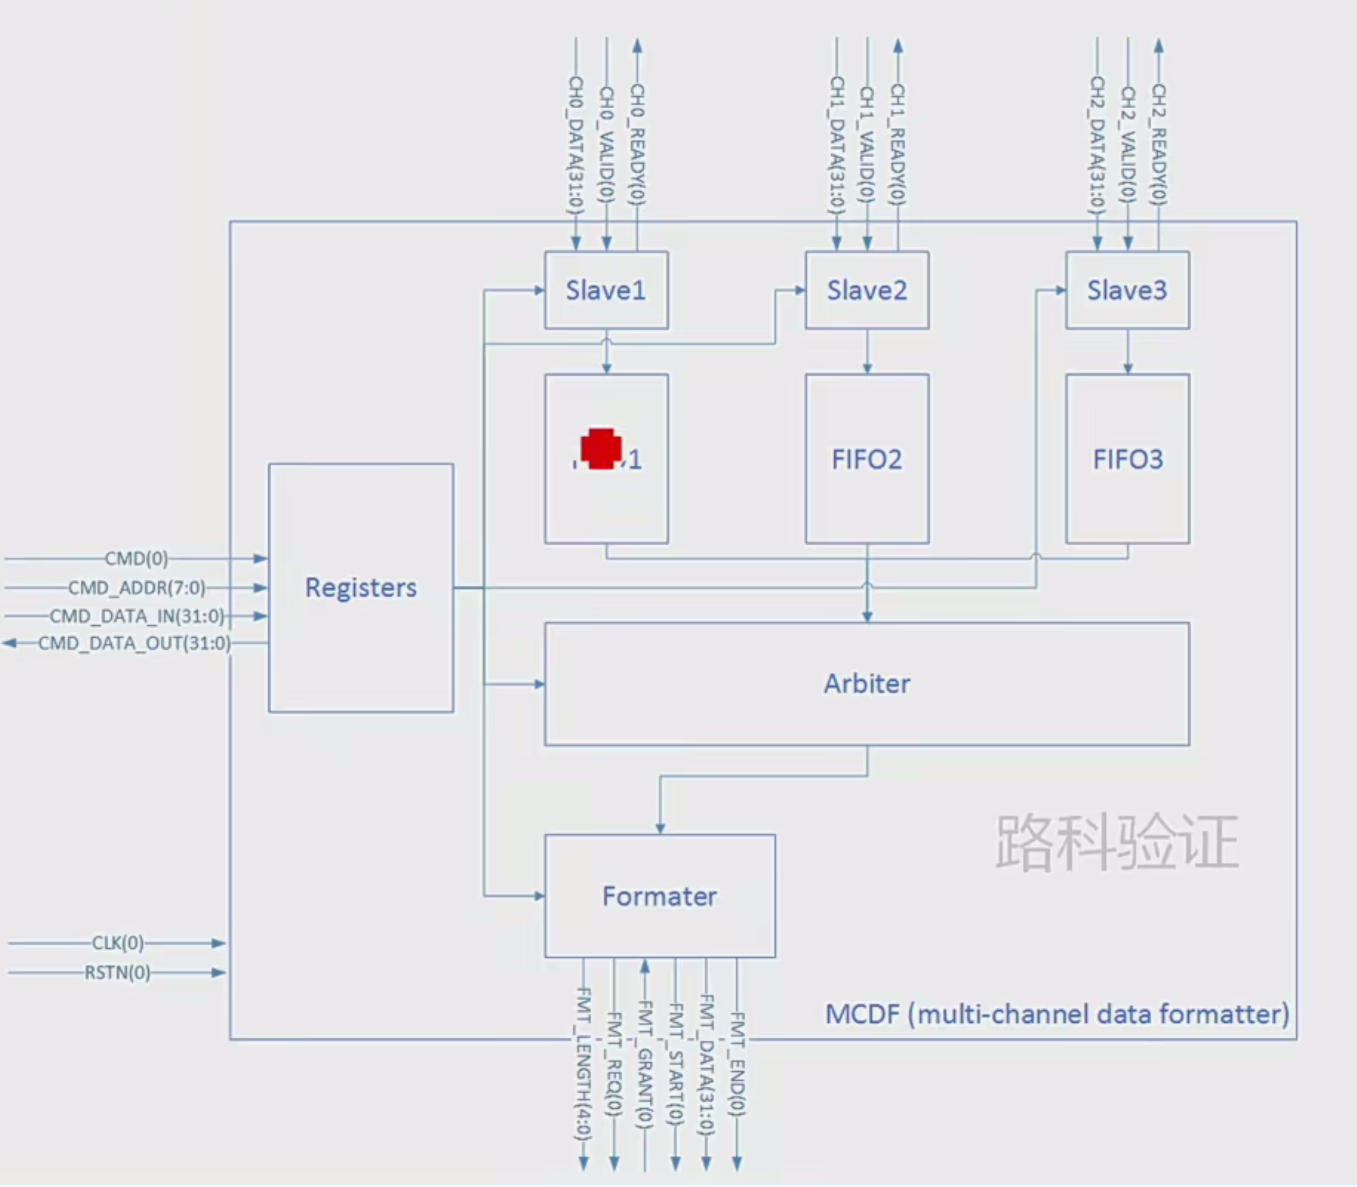 CH0_DATA(31:0)
CH0_VALID(0)
CH0_READY(0)
CH1_DATA(31:0)
CH1_VALID(0)
CH1_READY(0)
CH2_DATA(31:0)
CH2_VALID(0)
CH2_READY(0)
Slave1
Slave2
Slave3
FIFO2
FIFO3
CMD(0)
CMD_ADDR(7:0)
CMD_DATA_IN(31:0)
CMD_DATA_OUT(31:0)
Registers
Arbiter
路科验证
Formater
CLK(0)
RSTN(0)
MCDF (multi-channel data formatter)
FMT_LENGTH(4:0)
FMT_REQ(0)
FMT_GRANT(0)
FMT_START(0)
FMT_DATA(31:0)
FMT_END(0)